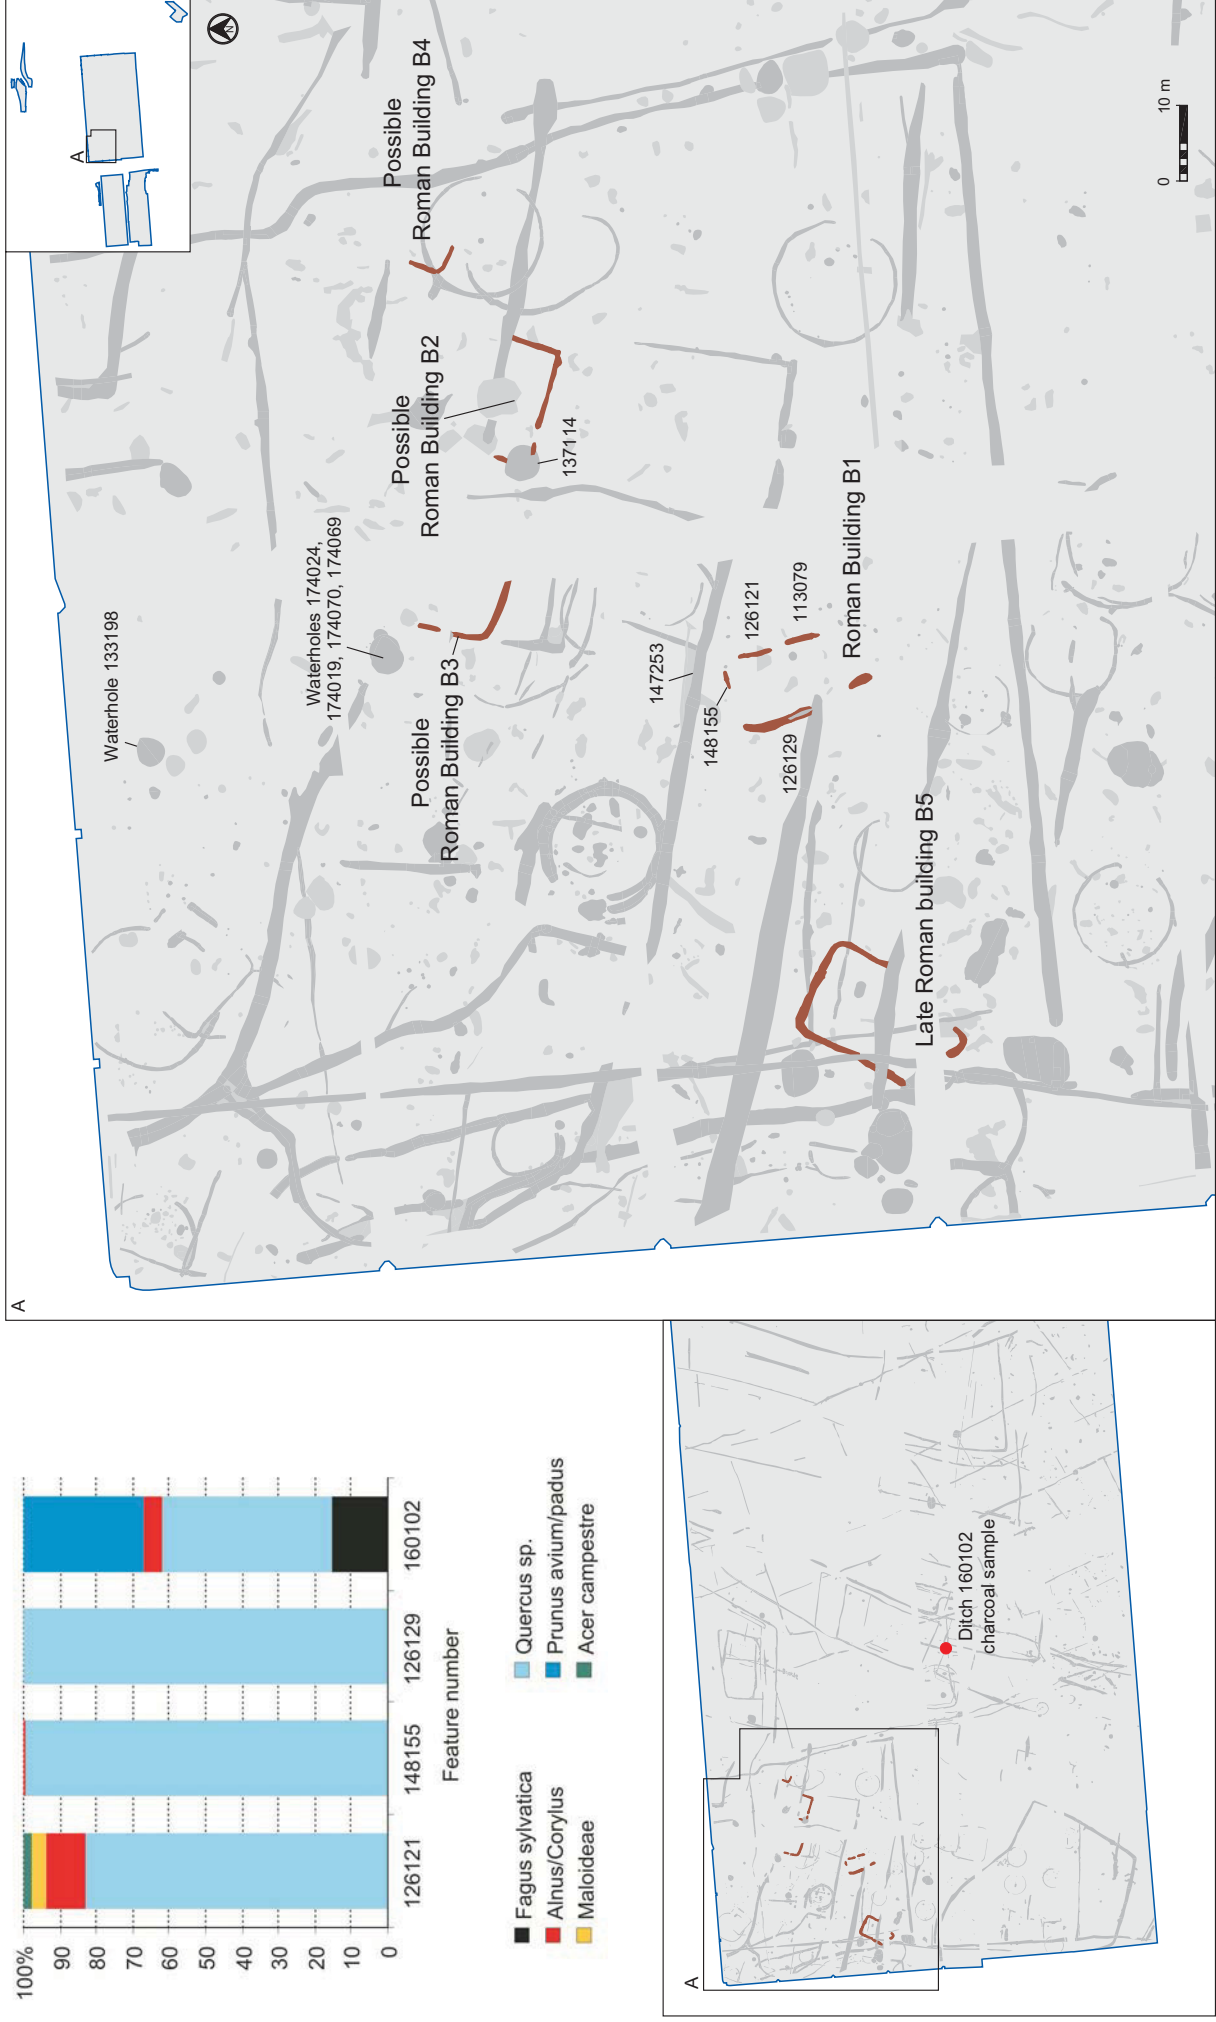 100%
90
80
70
60
50
40
30
20
10
0
126121
148155
126129
160102
Feature number
Fagus sylvatica
Alnus/Corylus
Maloideae
Quercus sp.
Prunus avium/padus
Acer campestre
A
Ditch 160102
charcoal sample
A
Waterhole 133198
Waterholes 174024,
174019, 174070, 174069
Possible
Roman Building B3
Possible
Roman Building B2
Possible
Roman Building B4
137114
147253
148155
126121
113079
126129
Roman Building B1
Late Roman building B5
A
N
0
10 m